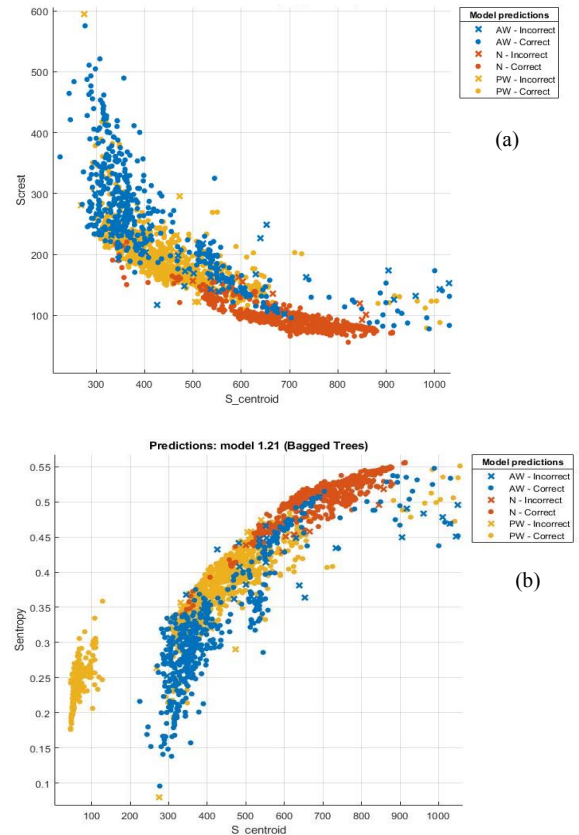 Model predictions
AW - Incorrect
AW - Correct
N - Incorrect
N - Correct
PW - Incorrect
PW - Correct
(a)
600
500
400
300
200
100
Screst
300 400 500 600 700 800 900 1000
S_centroid
Predictions: model 1.21 (Bagged Trees)
Model predictions
AW - Incorrect
AW - Correct
N - Incorrect
N - Correct
PW - Incorrect
PW - Correct
(b)
0.55
0.5
0.45
0.4
0.35
0.3
0.25
0.2
0.15
0.1
Sentropy
100 200 300 400 500 600 700 800 900 1000
S_centroid